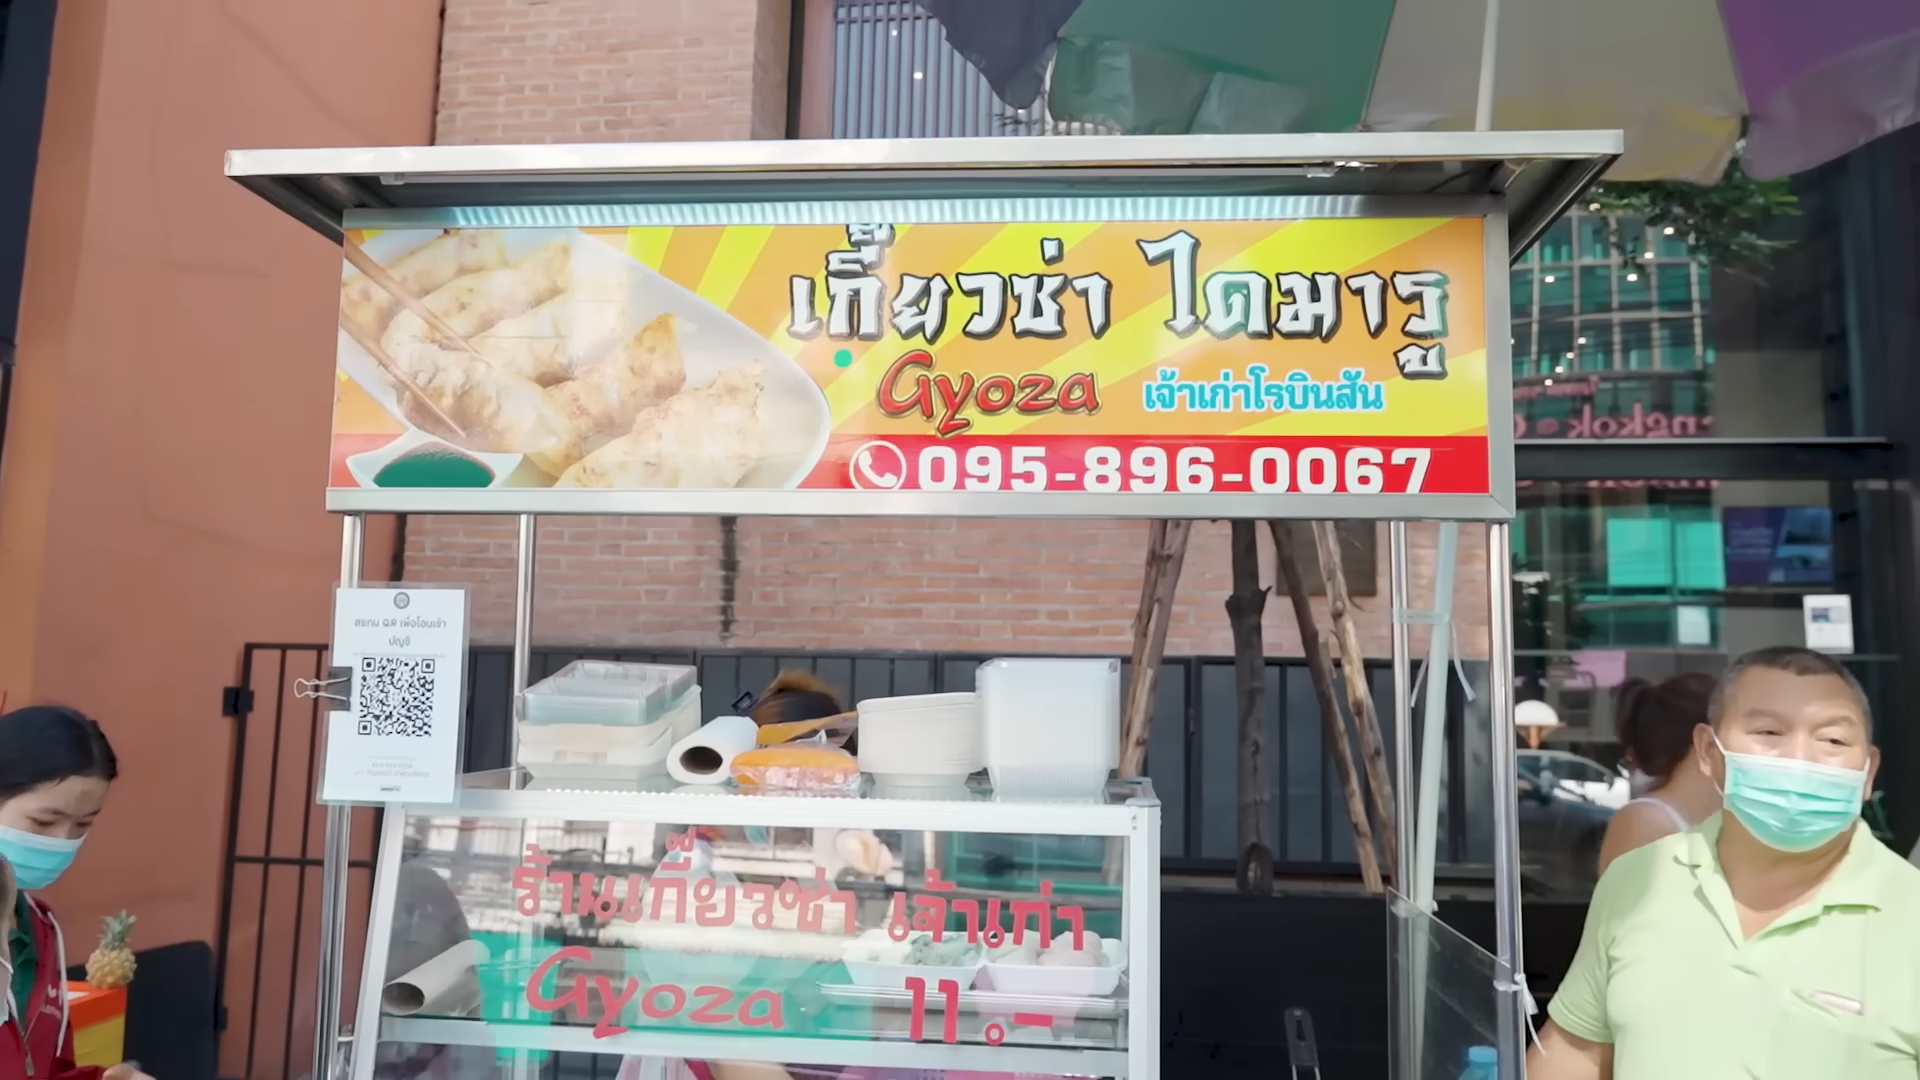 เกี๊ยวซ่า ไดมารู
Gyoza เจ้าเก่าโรบินสัน
095-896-0067
สแกน QR เพื่อโอนเข้า
บัญชี
ร้านเกี๊ยวซ่า เจ้าเก่า
Gyoza 11.-